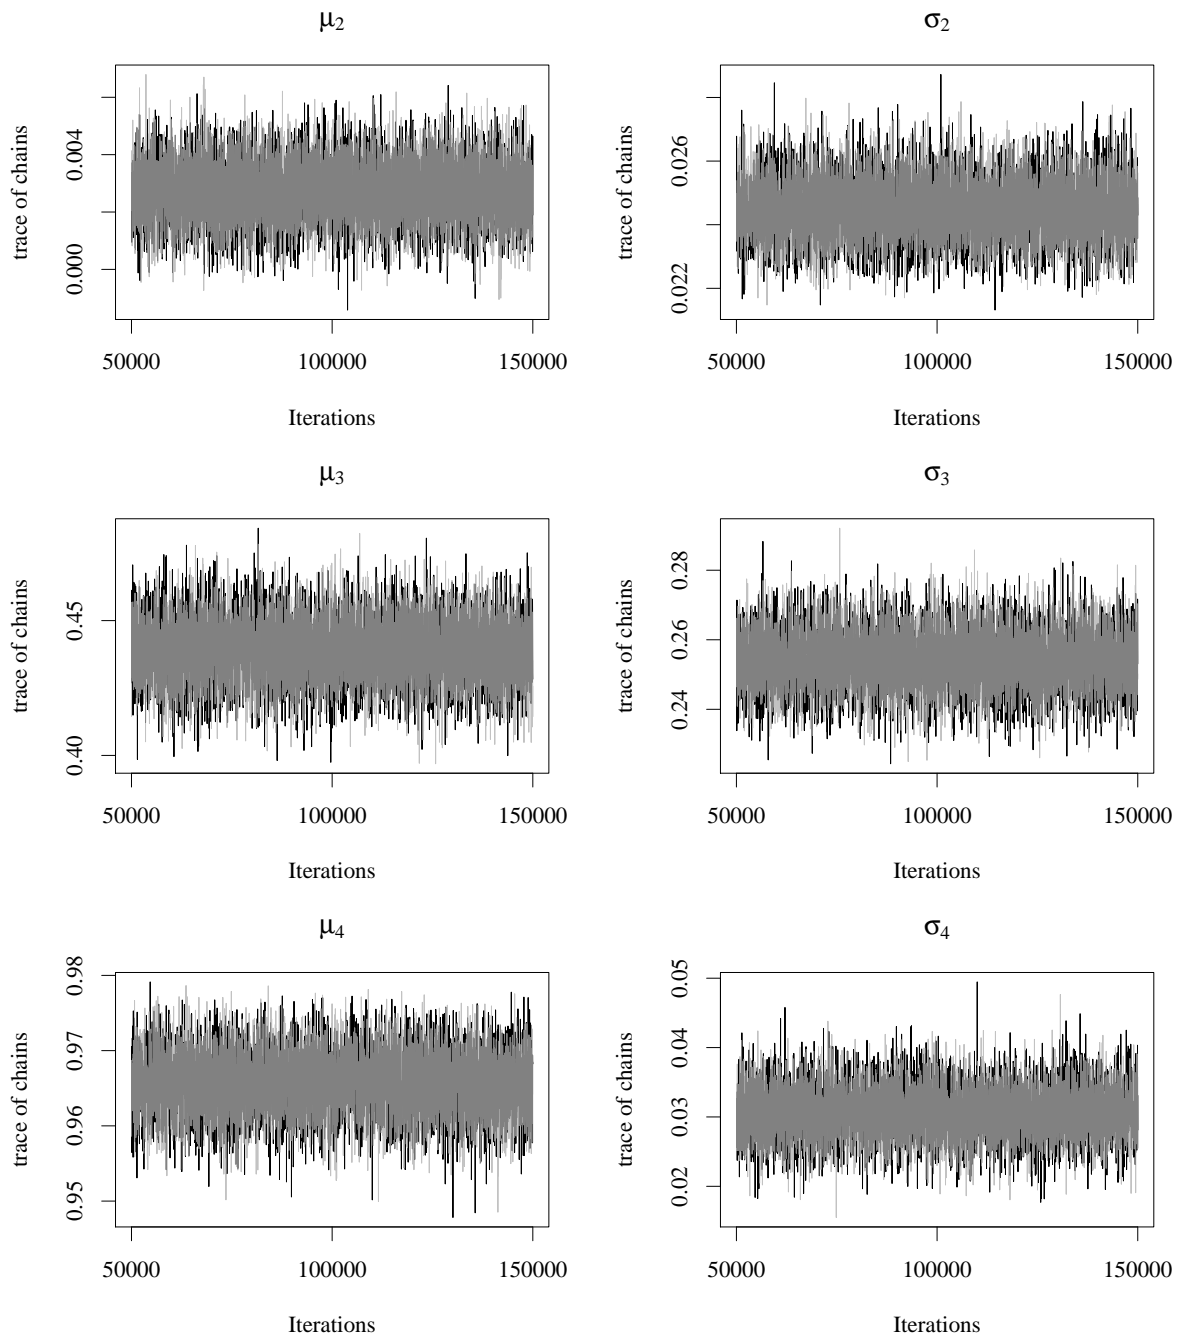 μ2
trace of chains
0.000
0.004
50000
100000
150000
Iterations
σ2
trace of chains
0.022
0.026
50000
100000
150000
Iterations
μ3
trace of chains
0.40
0.45
50000
100000
150000
Iterations
σ3
trace of chains
0.24
0.26
0.28
50000
100000
150000
Iterations
μ4
trace of chains
0.95
0.96
0.97
0.98
50000
100000
150000
Iterations
σ4
trace of chains
0.02
0.03
0.04
0.05
50000
100000
150000
Iterations